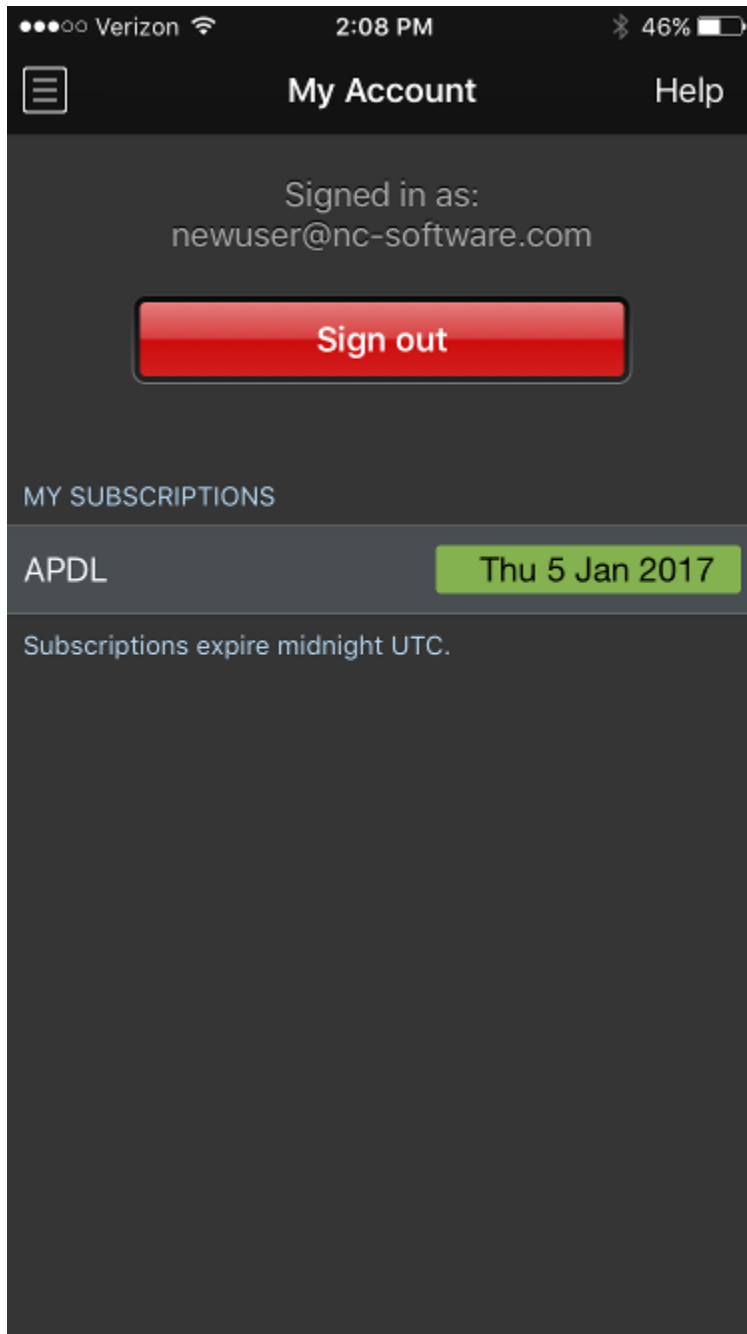 Verizon 2:08 PM 46%
My Account Help
Signed in as:
newuser@nc-software.com
Sign out
MY SUBSCRIPTIONS
APDL Thu 5 Jan 2017
Subscriptions expire midnight UTC.